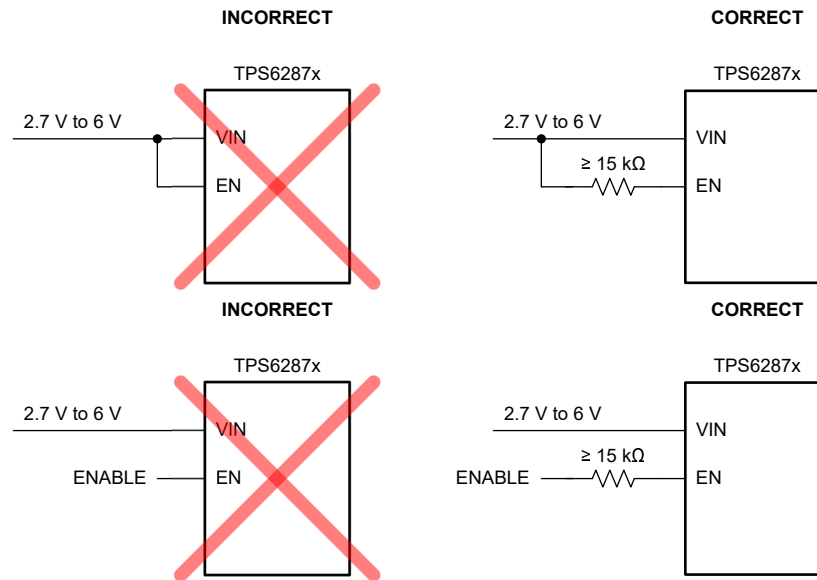 INCORRECT
CORRECT
TPS6287x
TPS6287x
2.7 V to 6 V
VIN
2.7 V to 6 V
VIN
≥ 15 kΩ
EN
EN
INCORRECT
CORRECT
TPS6287x
TPS6287x
2.7 V to 6 V
VIN
2.7 V to 6 V
VIN
≥ 15 kΩ
ENABLE
EN
ENABLE
EN